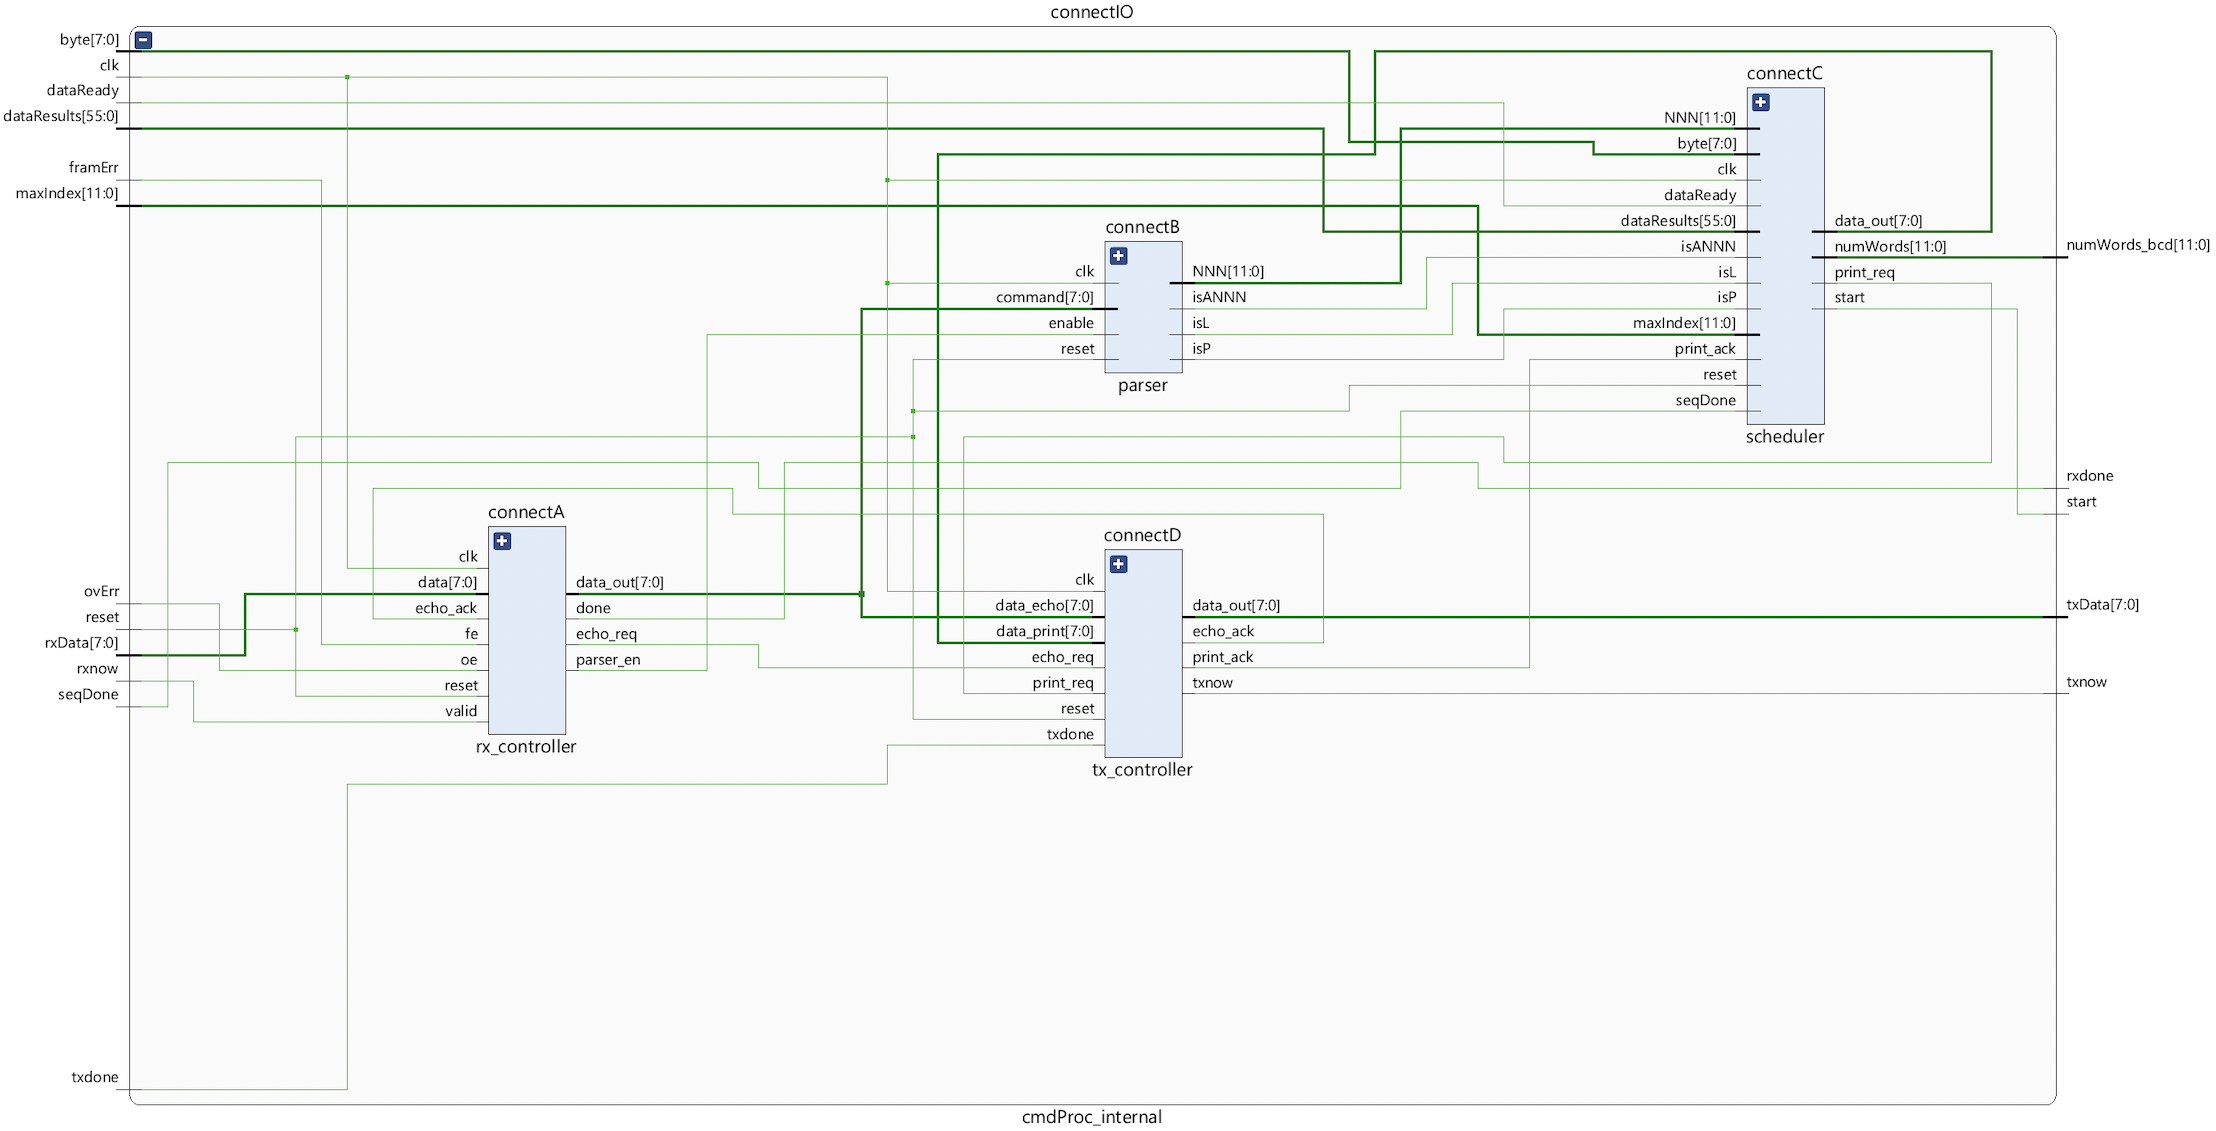 connectIO
byte[7:0]
clk
dataReady
dataResults[55:0]
framErr
maxIndex[11:0]
ovErr
reset
rxData[7:0]
rxnow
seqDone
txdone
connectA
clk
data[7:0]
echo_ack
fe
oe
reset
valid
data_out[7:0]
done
echo_req
parser_en
rx_controller
connectB
clk
command[7:0]
enable
reset
NNN[11:0]
isANNN
isL
isP
parser
connectD
clk
data_echo[7:0]
data_print[7:0]
echo_req
print_req
reset
txdone
data_out[7:0]
echo_ack
print_ack
txnow
tx_controller
connectC
NNN[11:0]
byte[7:0]
clk
dataReady
dataResults[55:0]
isANNN
isL
isP
maxIndex[11:0]
print_ack
reset
seqDone
data_out[7:0]
numWords[11:0]
print_req
start
scheduler
numWords_bcd[11:0]
rxdone
start
txData[7:0]
txnow
cmdProc_internal